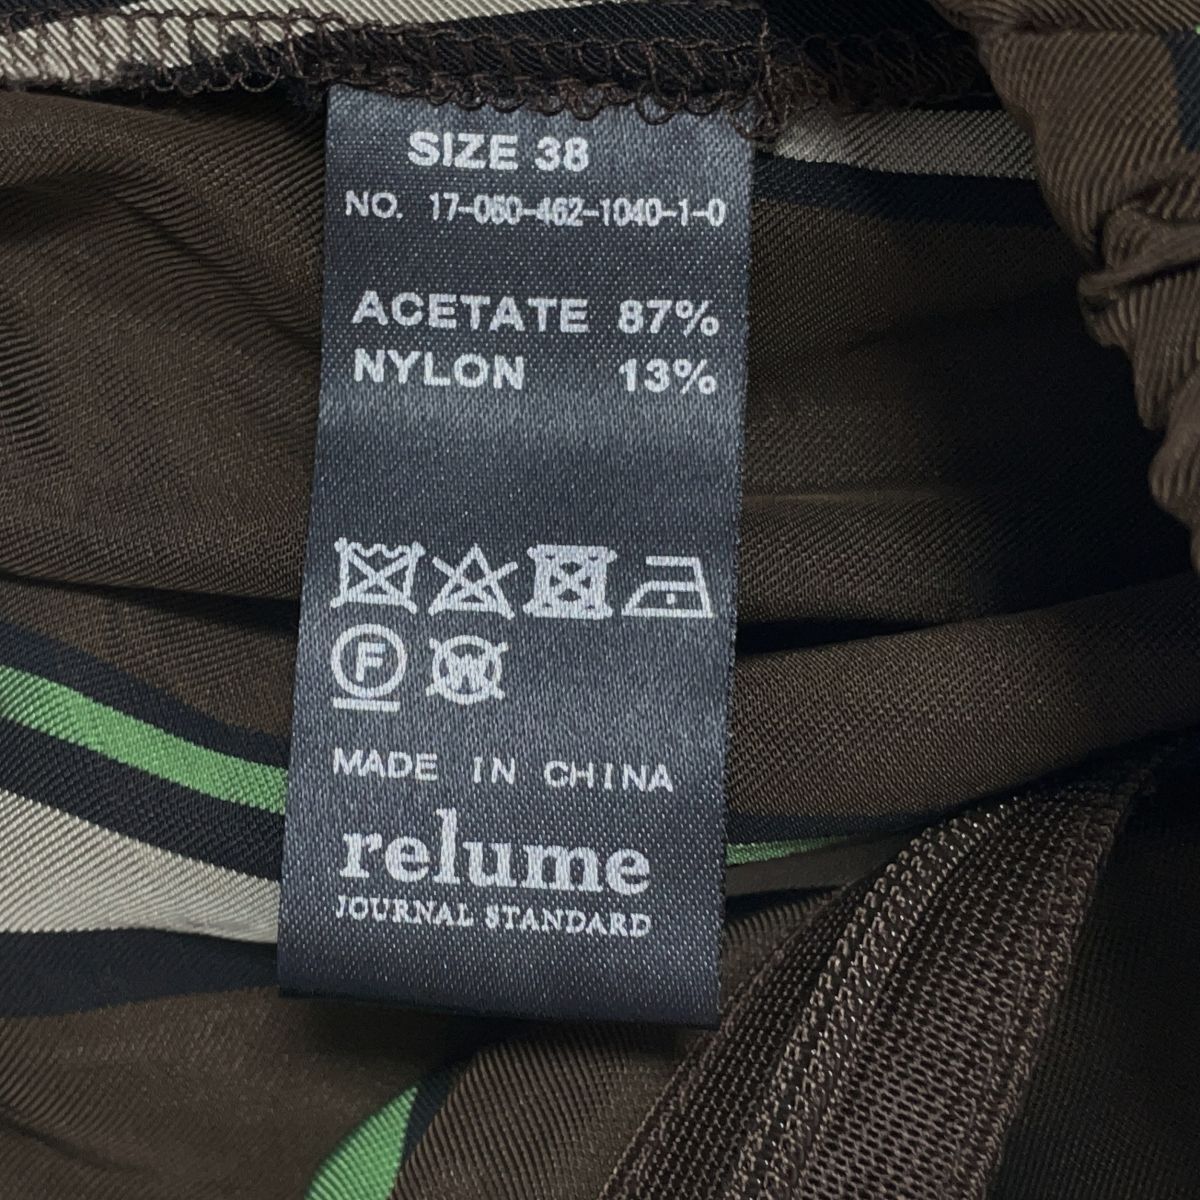 SIZE 38
NO. 17-060-462-1040-1-0
ACETATE 87%
NYLON 13%
F W
MADE IN CHINA
relume
JOURNAL STANDARD